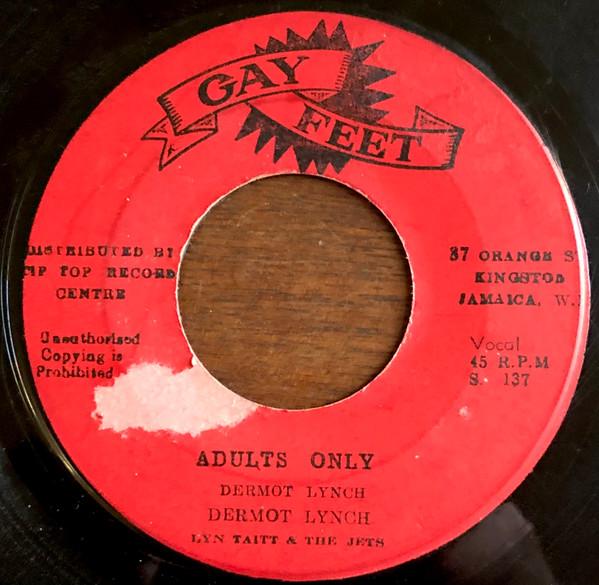 GAY
FEET
DISTRIBUTED BY
TIP TOP RECORD
CENTRE
37 ORANGE S
KINGSTON
JAMAICA, W.I
Unauthorised
Copying is
Prohibited
Vocal
45 R.P.M
S. 137
ADULTS ONLY
DERMOT LYNCH
DERMOT LYNCH
LYN TAITT & THE JETS